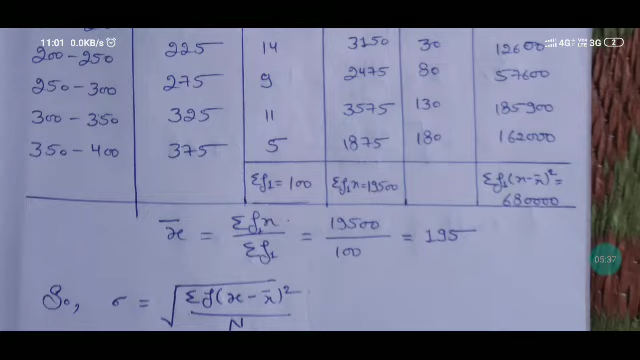 11:01 0.0KB/s 4G+ VoLTE 3G 2
200-250 225 14 3150 30 12600
250-300 275 9 2475 80 57600
300-350 325 11 3575 130 185900
350-400 375 5 1875 180 162000
Σf₁=100 Σf₁x=19500 Σf₁(x-x̄)²=
680000
x̄ = Σf₁x / Σf₁ = 19500 / 100 = 195
05:37
So, σ = √Σf(x-x̄)² / N